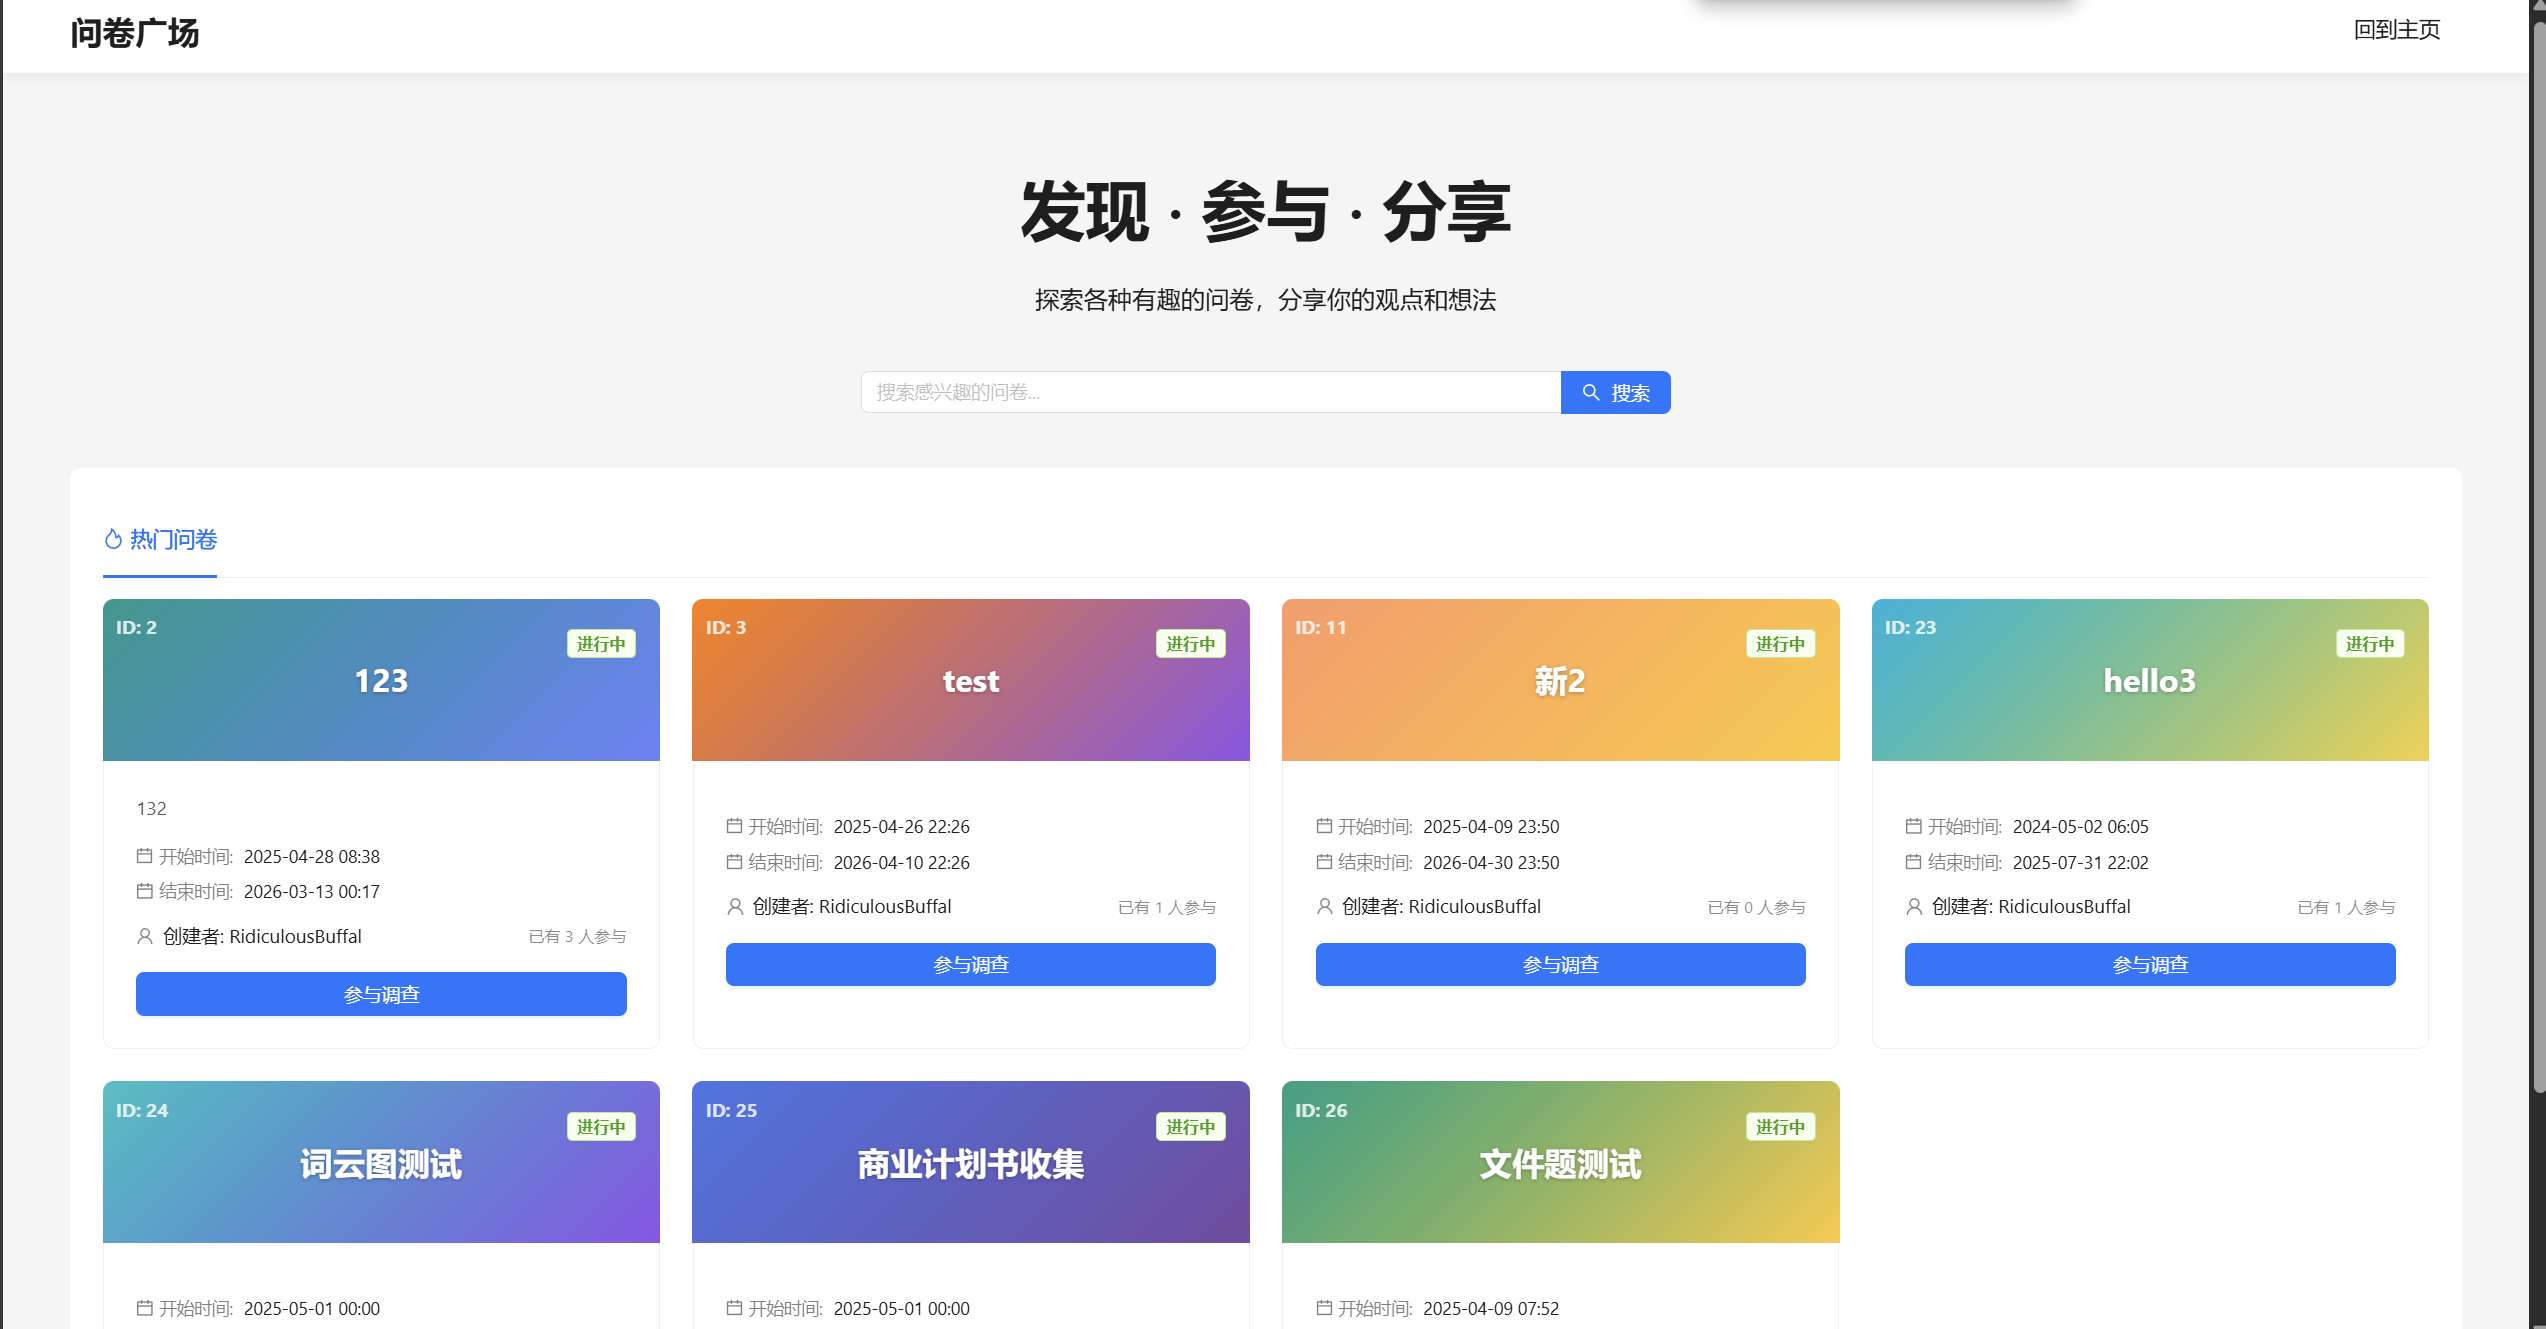 问卷广场
回到主页
发现 · 参与 · 分享
探索各种有趣的问卷，分享你的观点和想法
搜索感兴趣的问卷...
搜索
热门问卷
ID: 2
进行中
123
132
开始时间: 2025-04-28 08:38
结束时间: 2026-03-13 00:17
创建者: RidiculousBuffal
已有 3 人参与
参与调查
ID: 3
进行中
test
开始时间: 2025-04-26 22:26
结束时间: 2026-04-10 22:26
创建者: RidiculousBuffal
已有 1 人参与
参与调查
ID: 11
进行中
新2
开始时间: 2025-04-09 23:50
结束时间: 2026-04-30 23:50
创建者: RidiculousBuffal
已有 0 人参与
参与调查
ID: 23
进行中
hello3
开始时间: 2024-05-02 06:05
结束时间: 2025-07-31 22:02
创建者: RidiculousBuffal
已有 1 人参与
参与调查
ID: 24
进行中
词云图测试
开始时间: 2025-05-01 00:00
ID: 25
进行中
商业计划书收集
开始时间: 2025-05-01 00:00
ID: 26
进行中
文件题测试
开始时间: 2025-04-09 07:52